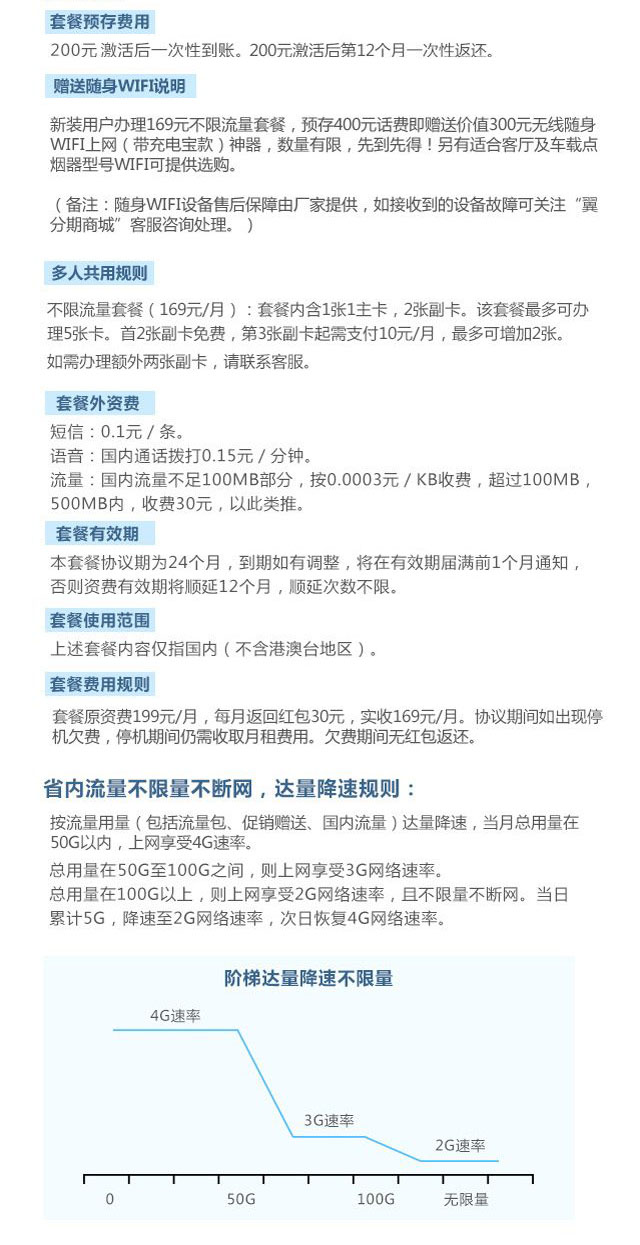 套餐预存费用
200元 激活后一次性到账。200元激活后第12个月一次性返还。
赠送随身WIFI说明
新装用户办理169元不限流量套餐，预存400元话费即赠送价值300元无线随身
WIFI上网（带充电宝款）神器，数量有限，先到先得！另有适合客厅及车载点
烟器型号WIFI可提供选购。
（备注：随身WIFI设备售后保障由厂家提供，如接收到的设备故障可关注“翼
分期商城”客服咨询处理。）
多人共用规则
不限流量套餐（169元/月）：套餐内含1张1主卡，2张副卡。该套餐最多可办
理5张卡。首2张副卡免费，第3张副卡起需支付10元/月，最多可增加2张。
如需办理额外两张副卡，请联系客服。
套餐外资费
短信：0.1元 / 条。
语音：国内通话拨打0.15元 / 分钟。
流量：国内流量不足100MB部分，按0.0003元 / KB收费，超过100MB，
500MB内，收费30元，以此类推。
套餐有效期
本套餐协议期为24个月，到期如有调整，将在有效期届满前1个月通知，
否则资费有效期将顺延12个月，顺延次数不限。
套餐使用范围
上述套餐内容仅指国内（不含港澳台地区）。
套餐费用规则
套餐原资费199元/月，每月返回红包30元，实收169元/月。协议期间如出现停
机欠费，停机期间仍需收取月租费用。欠费期间无红包返还。
省内流量不限量不断网，达量降速规则：
按流量用量（包括流量包、促销赠送、国内流量）达量降速，当月总用量在
50G以内，上网享受4G速率。
总用量在50G至100G之间，则上网享受3G网络速率。
总用量在100G以上，则上网享受2G网络速率，且不限量不断网。当日
累计5G，降速至2G网络速率，次日恢复4G网络速率。
阶梯达量降速不限量
4G速率
3G速率
2G速率
0 50G 100G 无限量